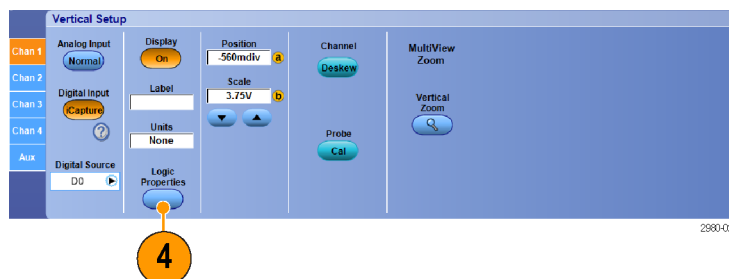 Vertical Setup
Chan 1
Chan 2
Chan 3
Chan 4
Aux
Analog Input
Normal
Digital Input
iCapture
?
Digital Source
D0
Display
On
Label
Units
None
Logic
Properties
Position
-560mdiv
a
Scale
3.75V
b
Channel
Deskew
Probe
Cal
MultiView
Zoom
Vertical
Zoom
4